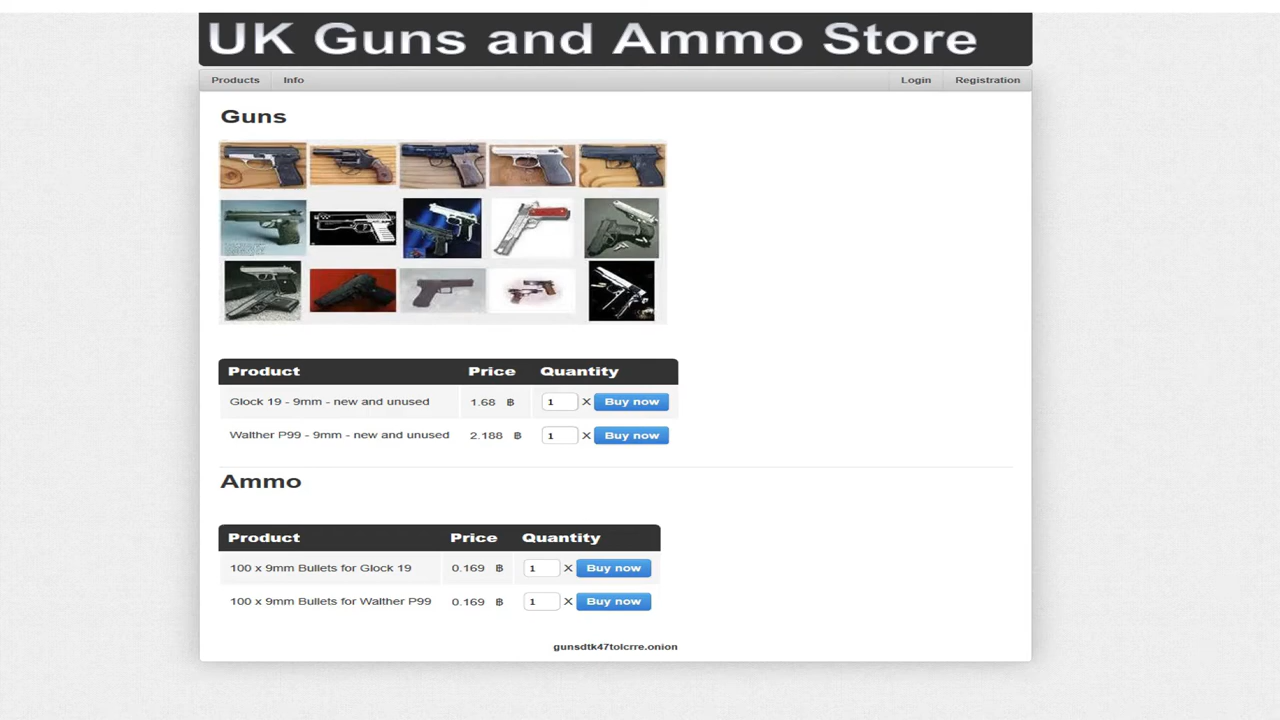 UK Guns and Ammo Store
Products Info Login Registration
Guns
Product Price Quantity
Glock 19 - 9mm - new and unused 1.68 ฿ 1 X Buy now
Walther P99 - 9mm - new and unused 2.188 ฿ 1 X Buy now
Ammo
Product Price Quantity
100 x 9mm Bullets for Glock 19 0.169 ฿ 1 X Buy now
100 x 9mm Bullets for Walther P99 0.169 ฿ 1 X Buy now
gunsdtk47tolcrre.onion